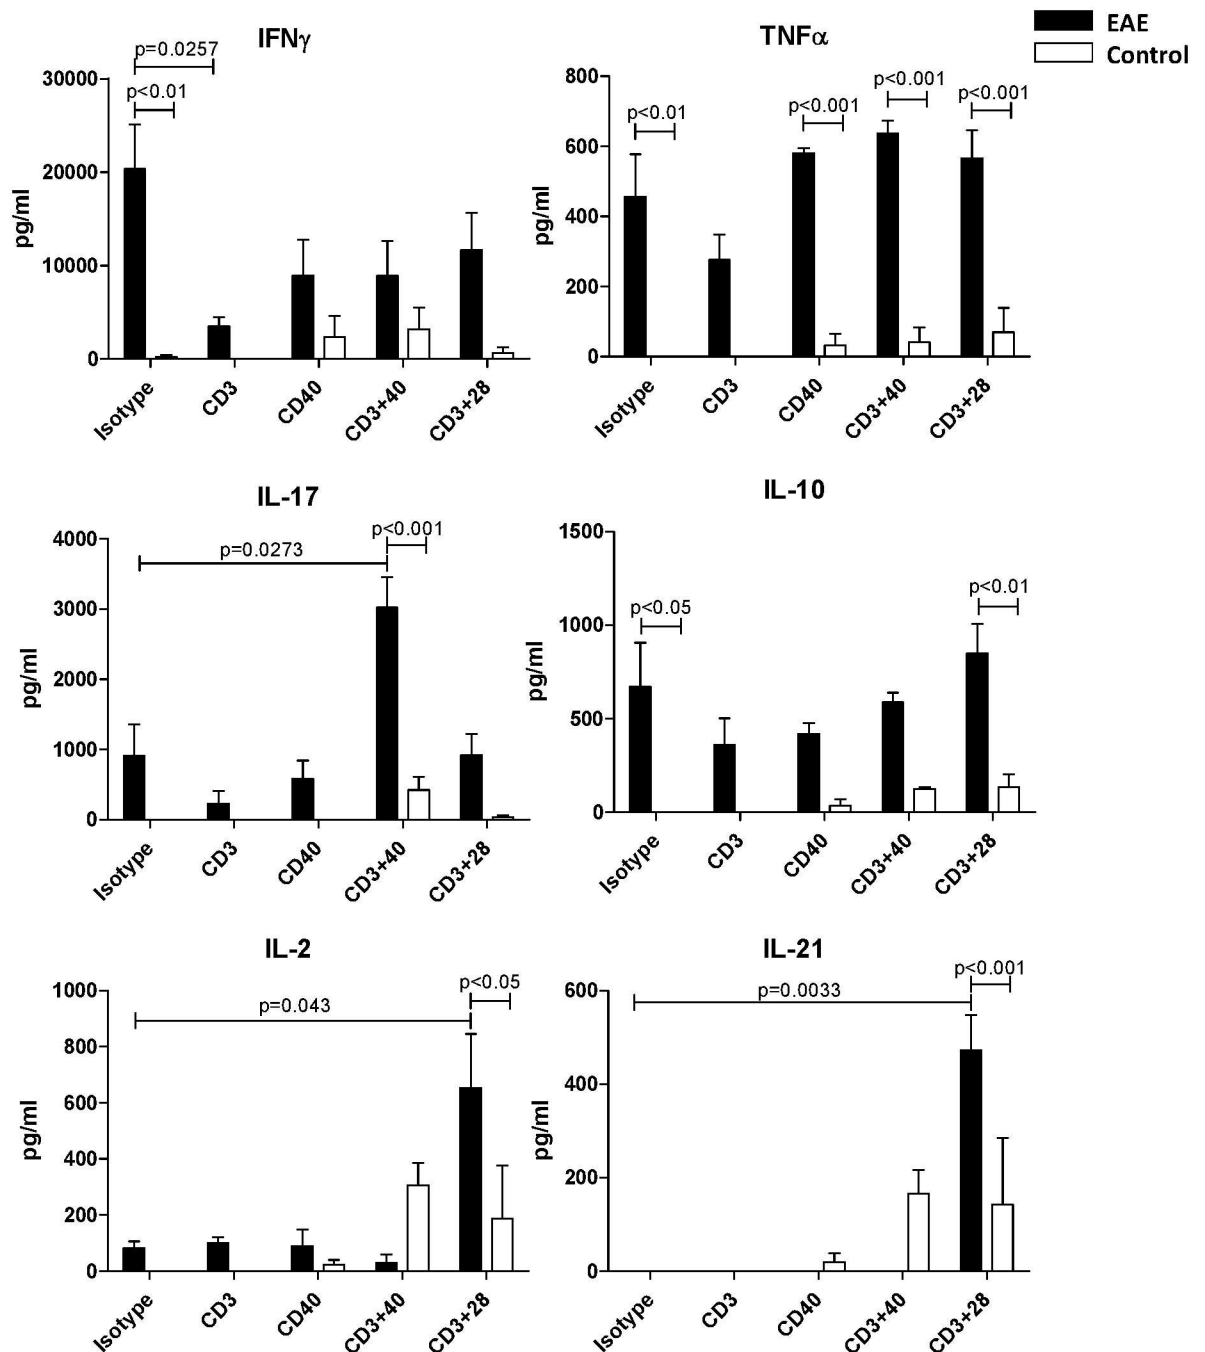 EAE
Control
IFNγ
p=0.0257
p<0.01
30000
20000
10000
0
pg/ml
Isotype
CD3
CD40
CD3+40
CD3+28
TNFα
p<0.01
p<0.001
p<0.001
p<0.001
800
600
400
200
0
pg/ml
Isotype
CD3
CD40
CD3+40
CD3+28
IL-17
p=0.0273
p<0.001
4000
3000
2000
1000
0
pg/ml
Isotype
CD3
CD40
CD3+40
CD3+28
IL-10
p<0.05
p<0.01
1500
1000
500
0
pg/ml
Isotype
CD3
CD40
CD3+40
CD3+28
IL-2
p=0.043
p<0.05
1000
800
600
400
200
0
pg/ml
Isotype
CD3
CD40
CD3+40
CD3+28
IL-21
p=0.0033
p<0.001
600
400
200
0
pg/ml
Isotype
CD3
CD40
CD3+40
CD3+28